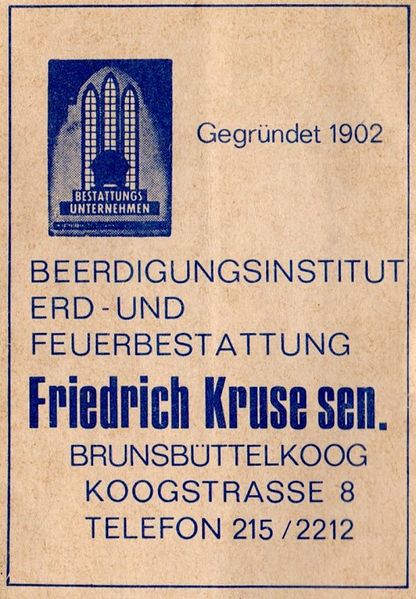 Gegründet 1902
BESTATTUNGS
UNTERNEHMEN
BEERDIGUNGSINSTITUT
ERD-UND
FEUERBESTATTUNG
Friedrich Kruse sen.
BRUNSBÜTTELKOOG
KOOGSTRASSE 8
TELEFON 215/2212